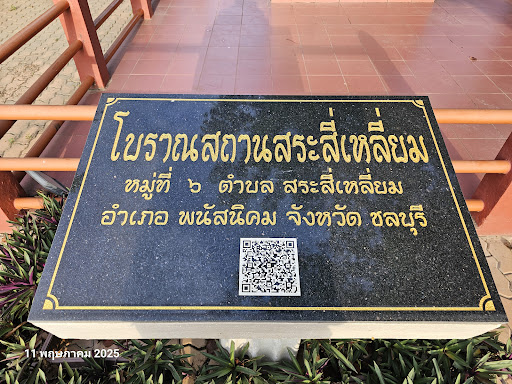 โบราณสถานสระสี่เหลี่ยม
หมู่ที่ ๖ ตำบล สระสี่เหลี่ยม
อำเภอ พนัสนิคม จังหวัด ชลบุรี
11 พฤษภาคม 2025